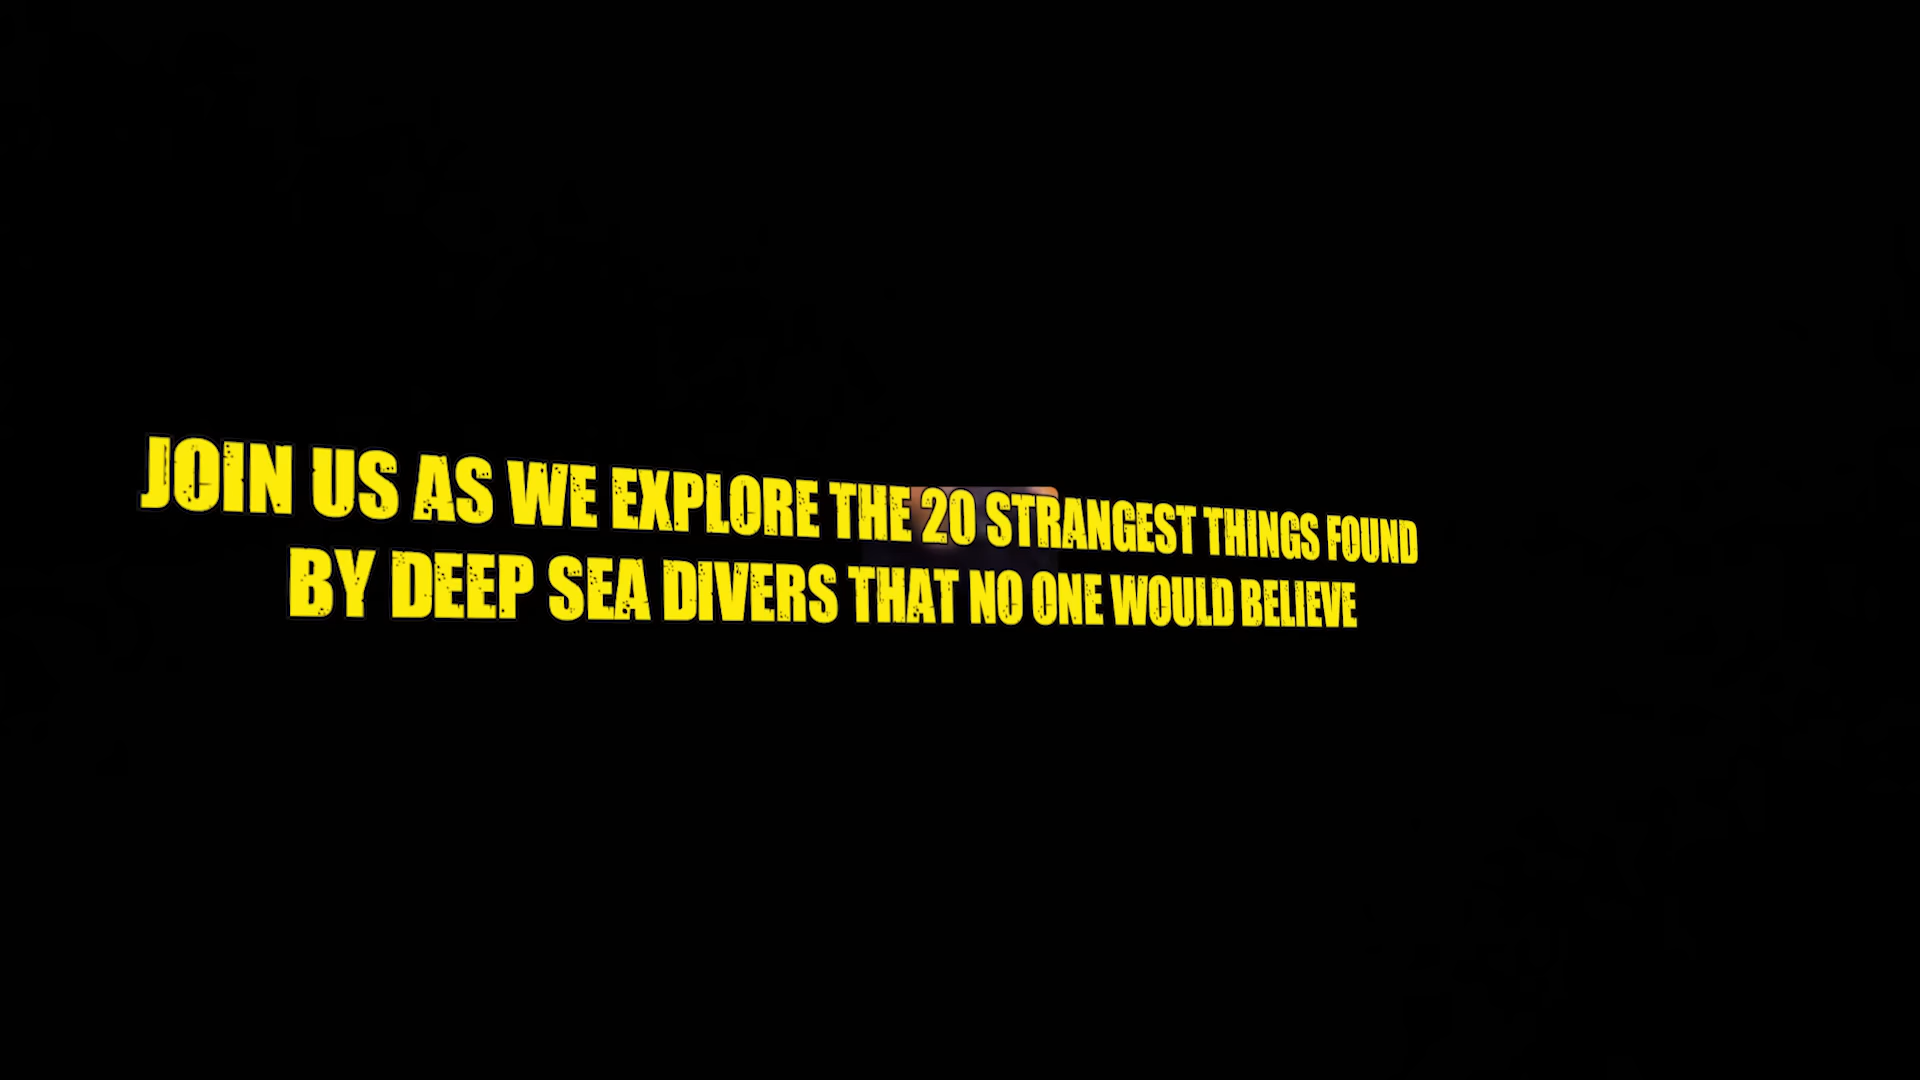 JOIN US AS WE EXPLORE THE 20 STRANGEST THINGS FOUND
BY DEEP SEA DIVERS THAT NO ONE WOULD BELIEVE